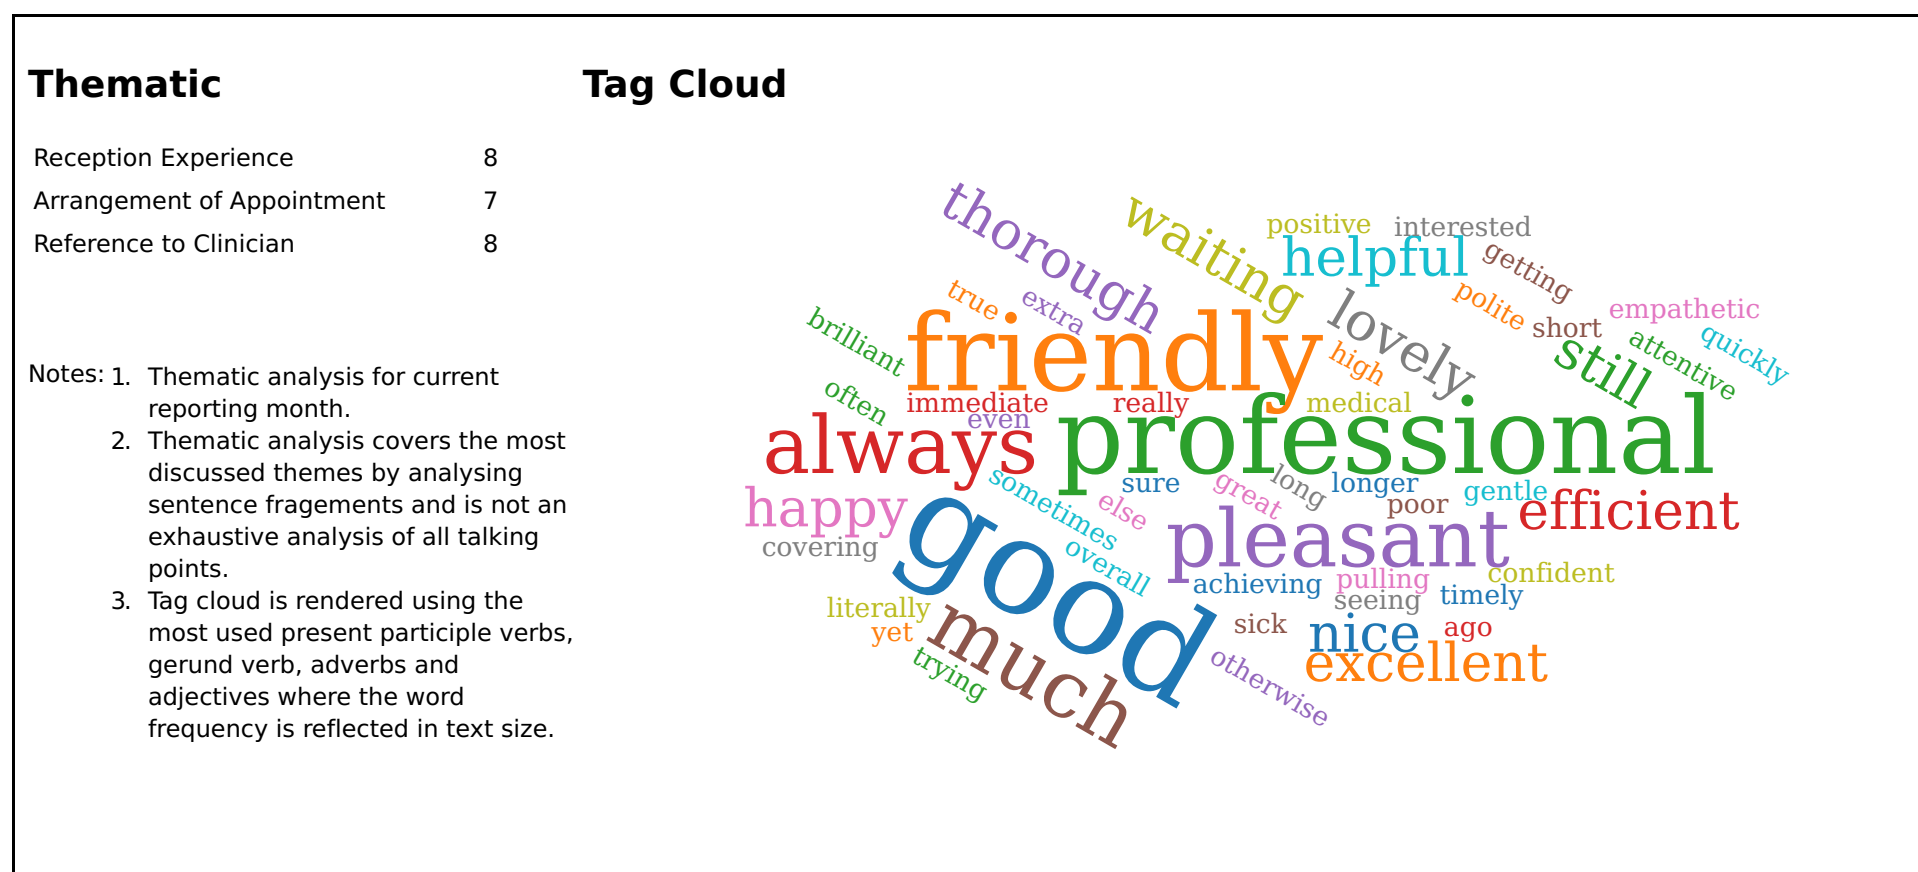 Thematic
Tag Cloud
Reception Experience 8
Arrangement of Appointment 7
Reference to Clinician 8
Notes: 1. Thematic analysis for current
reporting month.
2. Thematic analysis covers the most
discussed themes by analysing
sentence fragements and is not an
exhaustive analysis of all talking
points.
3. Tag cloud is rendered using the
most used present participle verbs,
gerund verb, adverbs and
adjectives where the word
frequency is reflected in text size.
thorough
waiting
positive
interested
helpful
getting
true
extra
lovely
polite
short
empathetic
quickly
brilliant
friendly
high
still
attentive
often
immediate
really
medical
even
always
professional
sometimes
sure
great
long
longer
gentle
happy
else
poor
efficient
covering
good
overall
pleasant
achieving
pulling
confident
seeing
timely
literally
yet
much
sick
nice
ago
trying
otherwise
excellent